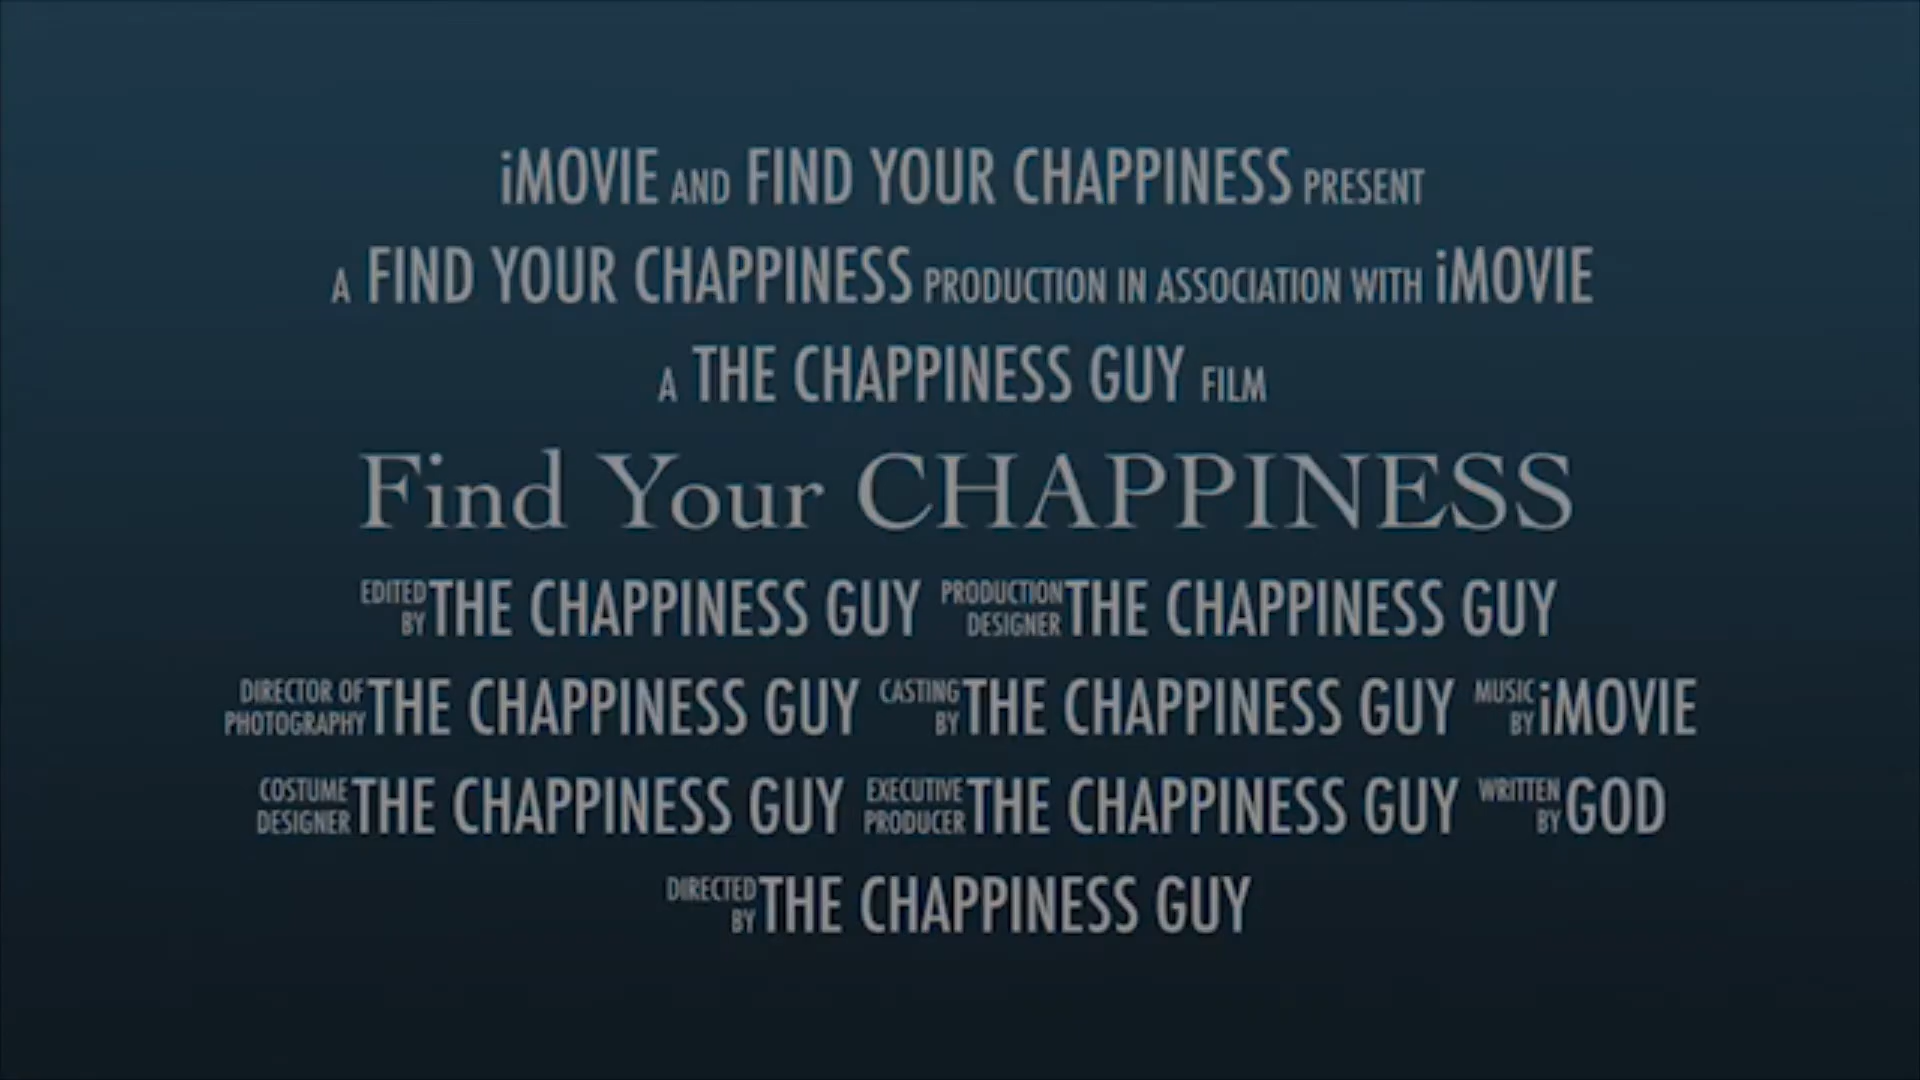 iMOVIE AND FIND YOUR CHAPPINESS PRESENT
A FIND YOUR CHAPPINESS PRODUCTION IN ASSOCIATION WITH iMOVIE
A THE CHAPPINESS GUY FILM
Find Your CHAPPINESS
EDITED BY THE CHAPPINESS GUY PRODUCTION DESIGNER THE CHAPPINESS GUY
DIRECTOR OF PHOTOGRAPHY THE CHAPPINESS GUY CASTING BY THE CHAPPINESS GUY MUSIC BY iMOVIE
COSTUME DESIGNER THE CHAPPINESS GUY EXECUTIVE PRODUCER THE CHAPPINESS GUY WRITTEN BY GOD
DIRECTED BY THE CHAPPINESS GUY